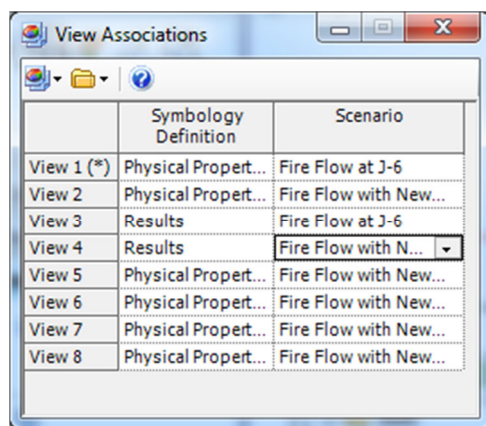 View Associations
Symbology Definition Scenario
View 1 (*) Physical Propert... Fire Flow at J-6
View 2 Physical Propert... Fire Flow with New...
View 3 Results Fire Flow at J-6
View 4 Results Fire Flow with N...
View 5 Physical Propert... Fire Flow with New...
View 6 Physical Propert... Fire Flow with New...
View 7 Physical Propert... Fire Flow with New...
View 8 Physical Propert... Fire Flow with New...